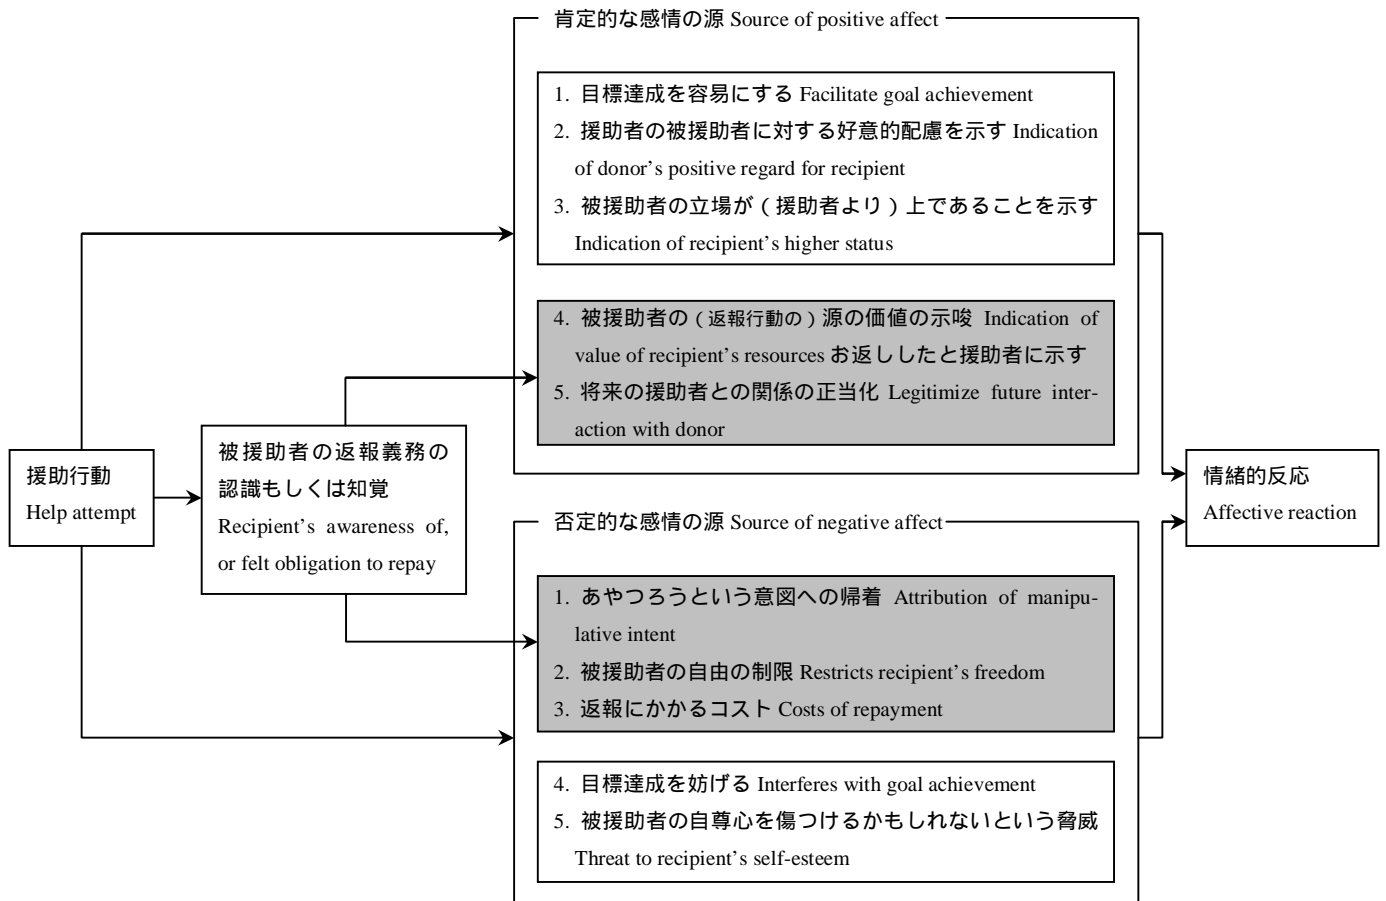 肯定的な感情の源 Source of positive affect
1. 目標達成を容易にする Facilitate goal achievement
2. 援助者の被援助者に対する好意的配慮を示す Indication
of donor's positive regard for recipient
3. 被援助者の立場が（援助者より）上であることを示す
Indication of recipient's higher status
4. 被援助者の（返報行動の）源の価値の示唆 Indication of
value of recipient's resources お返ししたと援助者に示す
5. 将来の援助者との関係の正当化 Legitimize future inter-
action with donor
援助行動
Help attempt
被援助者の返報義務の
認識もしくは知覚
Recipient's awareness of,
or felt obligation to repay
情緒的反応
Affective reaction
否定的な感情の源 Source of negative affect
1. あやつろうという意図への帰着 Attribution of manipu-
lative intent
2. 被援助者の自由の制限 Restricts recipient's freedom
3. 返報にかかるコスト Costs of repayment
4. 目標達成を妨げる Interferes with goal achievement
5. 被援助者の自尊心を傷つけるかもしれないという脅威
Threat to recipient's self-esteem